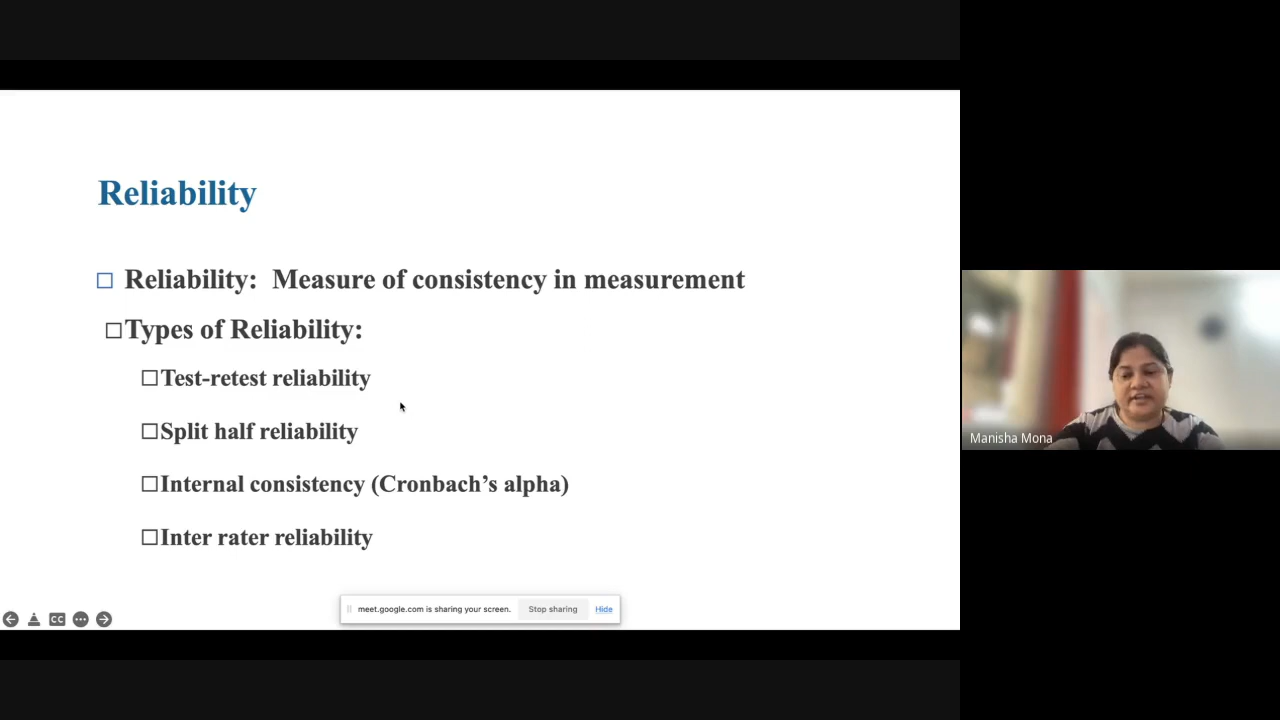 Reliability
Reliability: Measure of consistency in measurement
Types of Reliability:
Test-retest reliability
Split half reliability
Internal consistency (Cronbach’s alpha)
Inter rater reliability
meet.google.com is sharing your screen. Stop sharing Hide
CC
Manisha Mona